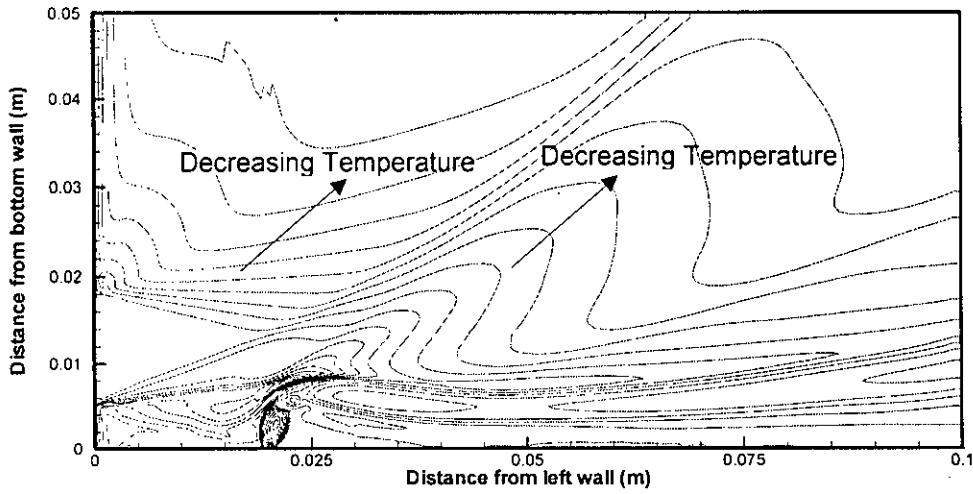 0.05
0.04
0.03
0.02
0.01
0
Distance from bottom wall (m)
Decreasing Temperature
Decreasing Temperature
0
0.025
0.05
0.075
0.1
Distance from left wall (m)